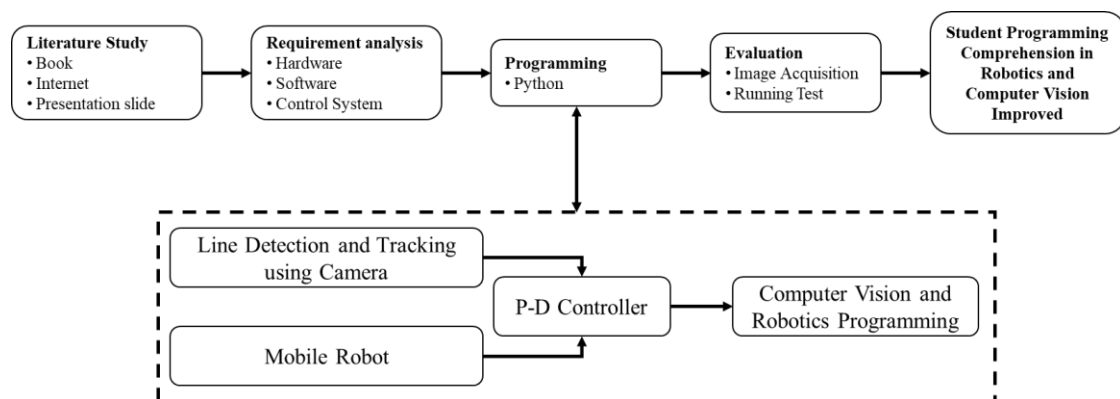 Literature Study
• Book
• Internet
• Presentation slide
Requirement analysis
• Hardware
• Software
• Control System
Programming
• Python
Evaluation
• Image Acquisition
• Running Test
Student Programming
Comprehension in
Robotics and
Computer Vision
Improved
Line Detection and Tracking
using Camera
Mobile Robot
P-D Controller
Computer Vision and
Robotics Programming